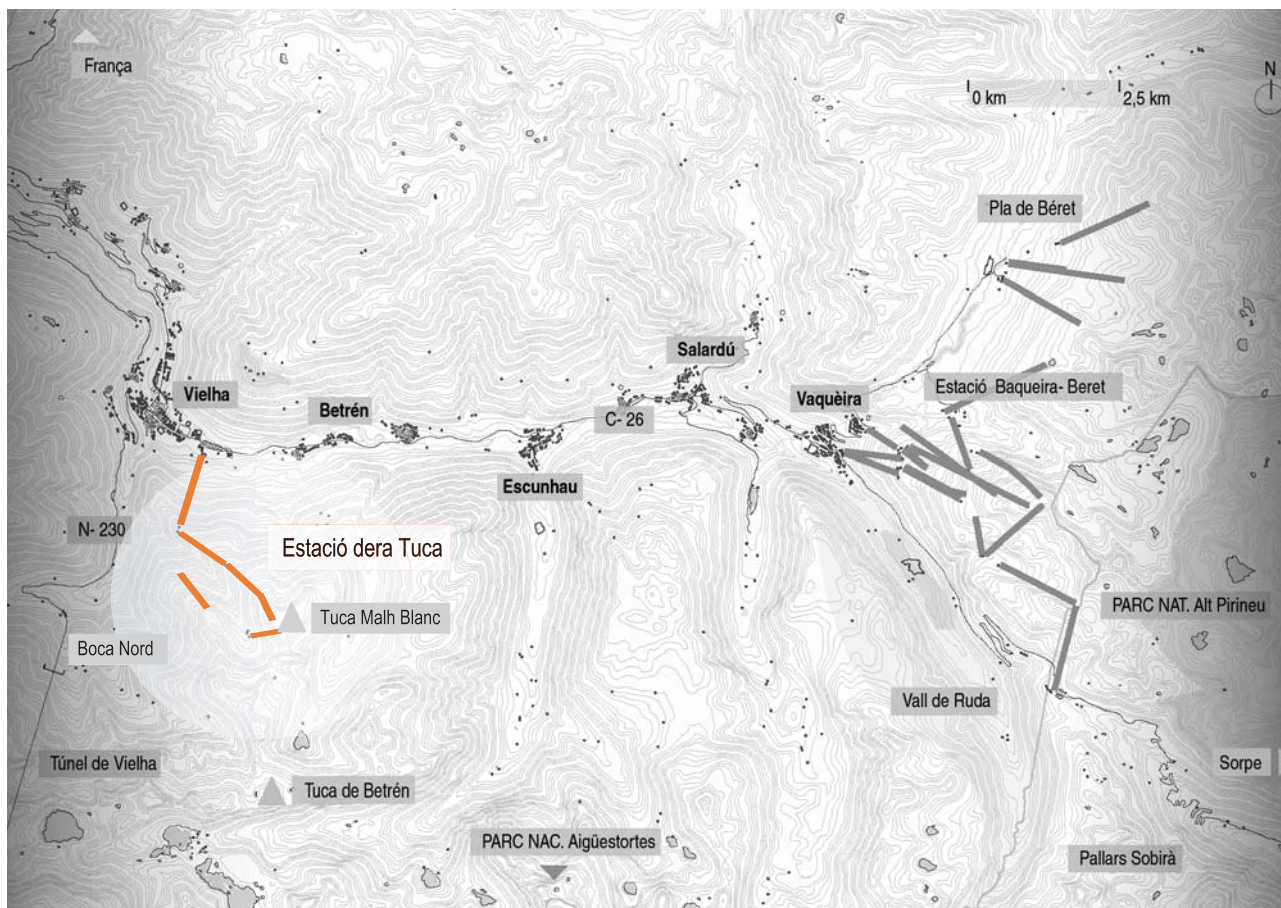 França
N
0 km
2,5 km
Pla de Béret
Salardú
Vielha
Betrén
C- 26
Vaquèira
Estació Baqueira- Beret
Escunhau
N- 230
Estació dera Tuca
Tuca Malh Blanc
PARC NAT. Alt Pirineu
Boca Nord
Vall de Ruda
Túnel de Vielha
Sorpe
Tuca de Betrén
PARC NAC. Aigüestortes
Pallars Sobirà